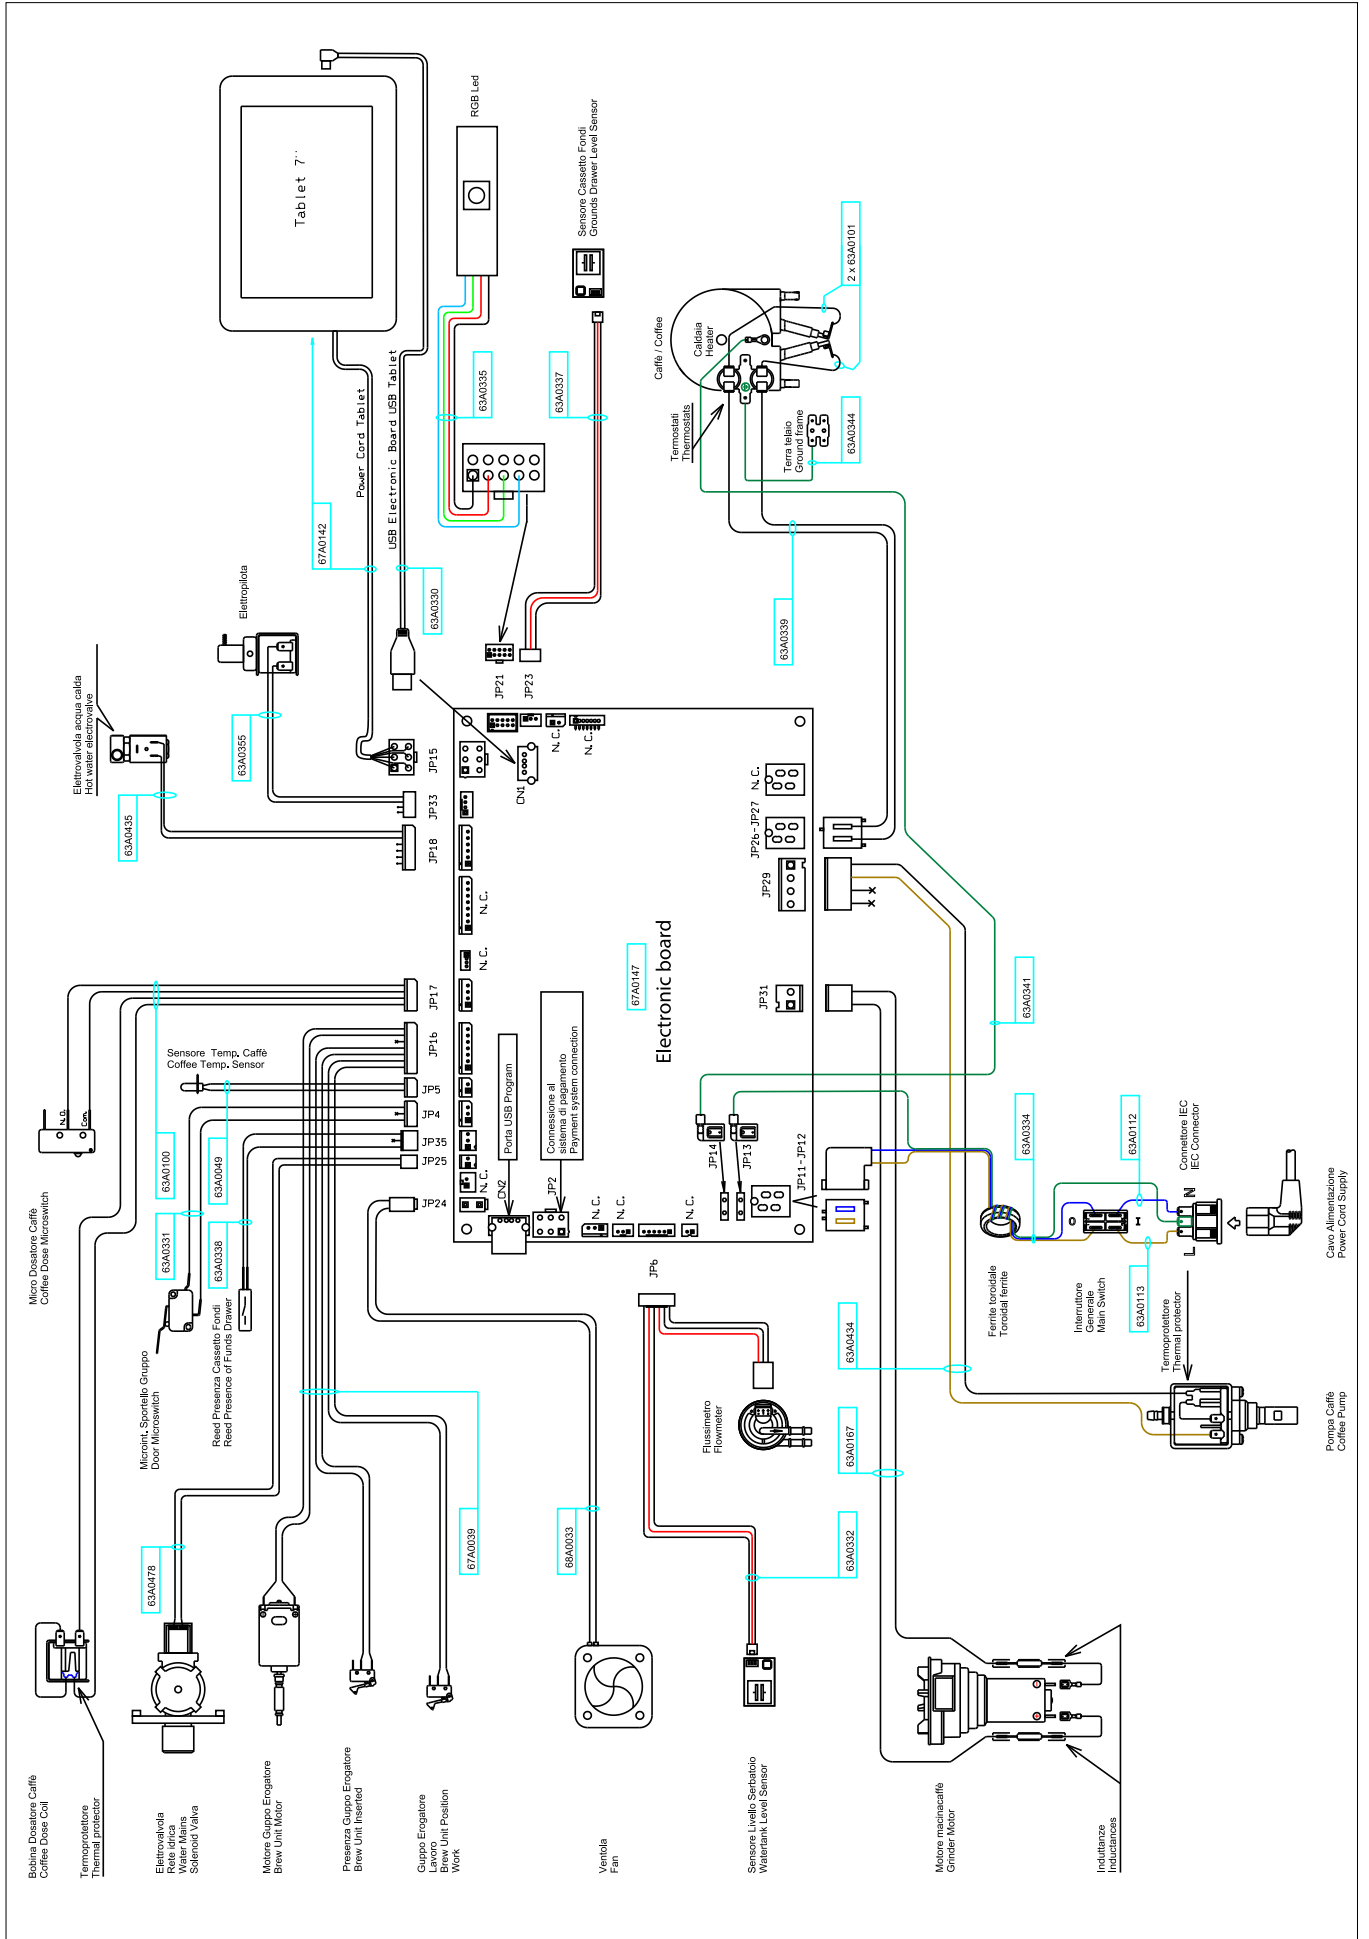 Tablet 7¨
RGB Led
Sensore Cassetto Fondi
Grounds Drawer Level Sensor
Power Cord Tablet
USB Electronic Board USB Tablet
63A0335
63A0337
67A0142
63A0330
Elettropilota
Elettrovalvola acqua calda
Hot water electrovalve
63A0355
63A0435
JP21
JP23
JP15
JP33
JP18
CN1
N.C.
N.C.
N.C.
N.C.
N.C.
Caffè / Coffee
Caldaia
Heater
2 x 63A0101
Termostati
Thermostats
Terra telaio
Ground frame
63A0344
63A0339
JP26-JP27
JP29
JP31
67A0147
Electronic board
JP17
JP16
JP5
JP4
JP35
JP25
JP24
N.C.
CN2
JP2
Porta USB Program
Connessione al
sistema di pagamento
Payment system connection
N.C.
N.C.
N.C.
JP6
JP14
JP13
JP11-JP12
Sensore Temp. Caffè
Coffee Temp. Sensor
N.O.
Com.
63A0100
63A0049
63A0331
63A0338
Micro Dosatore Caffè
Coffee Dose Microswitch
Microint. Sportello Gruppo
Door Microswitch
Reed Presenza Cassetto Fondi
Reed Presence of Funds Drawer
63A0341
63A0334
63A0112
63A0113
Connettore IEC
IEC Connector
N
L
O
I
Cavo Alimentazione
Power Cord Supply
Ferrite toroidale
Toroidal ferrite
Interruttore
Generale
Main Switch
Termoprotettore
Thermal protector
Pompa Caffè
Coffee Pump
63A0434
63A0167
63A0332
Flussimetro
Flowmeter
63A0478
67A0039
68A0033
Bobina Dosatore Caffè
Coffee Dose Coil
Termoprotettore
Thermal protector
Elettrovalvola
Rete idrica
Water Mains
Solenoid Valva
Motore Guppo Erogatore
Brew Unit Motor
Presenza Guppo Erogatore
Brew Unit Inserted
Guppo Erogatore
Lavoro
Brew Unit Position
Work
Ventola
Fan
Sensore Livello Serbatoio
Watertank Level Sensor
Motore macinacaffè
Grinder Motor
Induttanze
Inductances